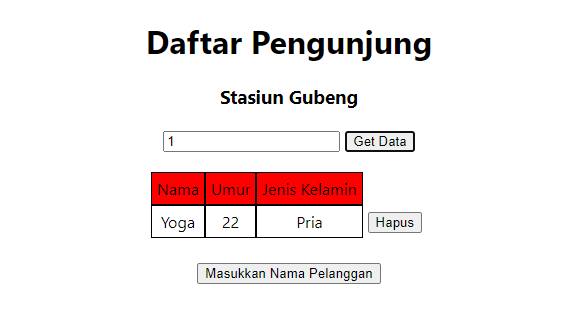 Daftar Pengunjung
Stasiun Gubeng
1 Get Data
Nama Umur Jenis Kelamin
Yoga 22 Pria Hapus
Masukkan Nama Pelanggan